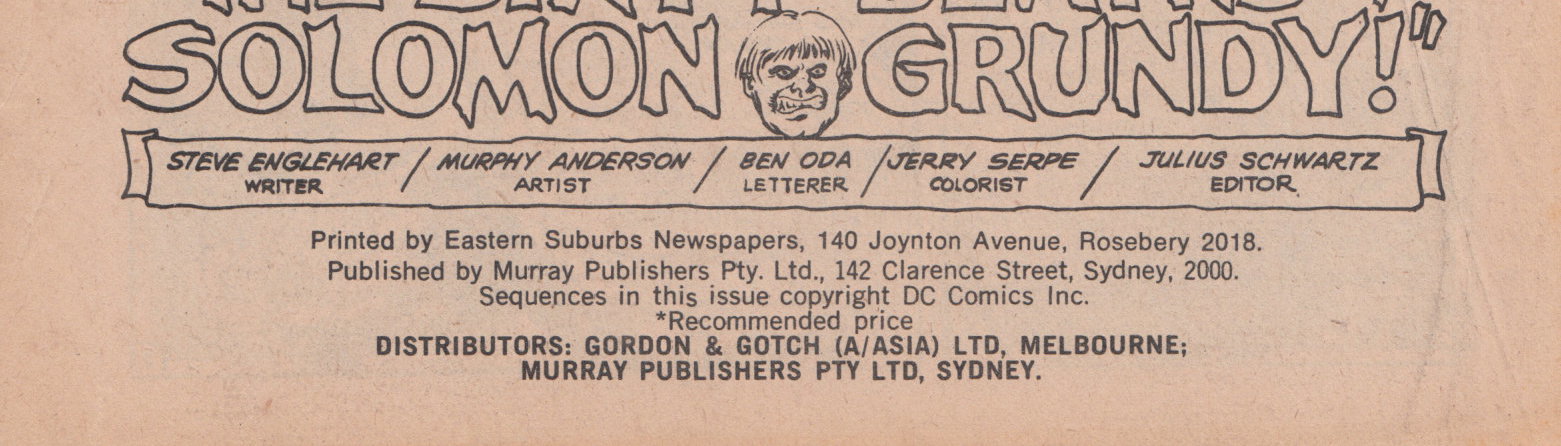 SOLOMON GRUNDY!"
STEVE ENGLEHART / MURPHY ANDERSON / BEN ODA / JERRY SERPE / JULIUS SCHWARTZ
WRITER ARTIST LETTERER COLORIST EDITOR
Printed by Eastern Suburbs Newspapers, 140 Joynton Avenue, Rosebery 2018.
Published by Murray Publishers Pty. Ltd., 142 Clarence Street, Sydney, 2000.
Sequences in this issue copyright DC Comics Inc.
*Recommended price
DISTRIBUTORS: GORDON & GOTCH (A/ASIA) LTD, MELBOURNE;
MURRAY PUBLISHERS PTY LTD, SYDNEY.